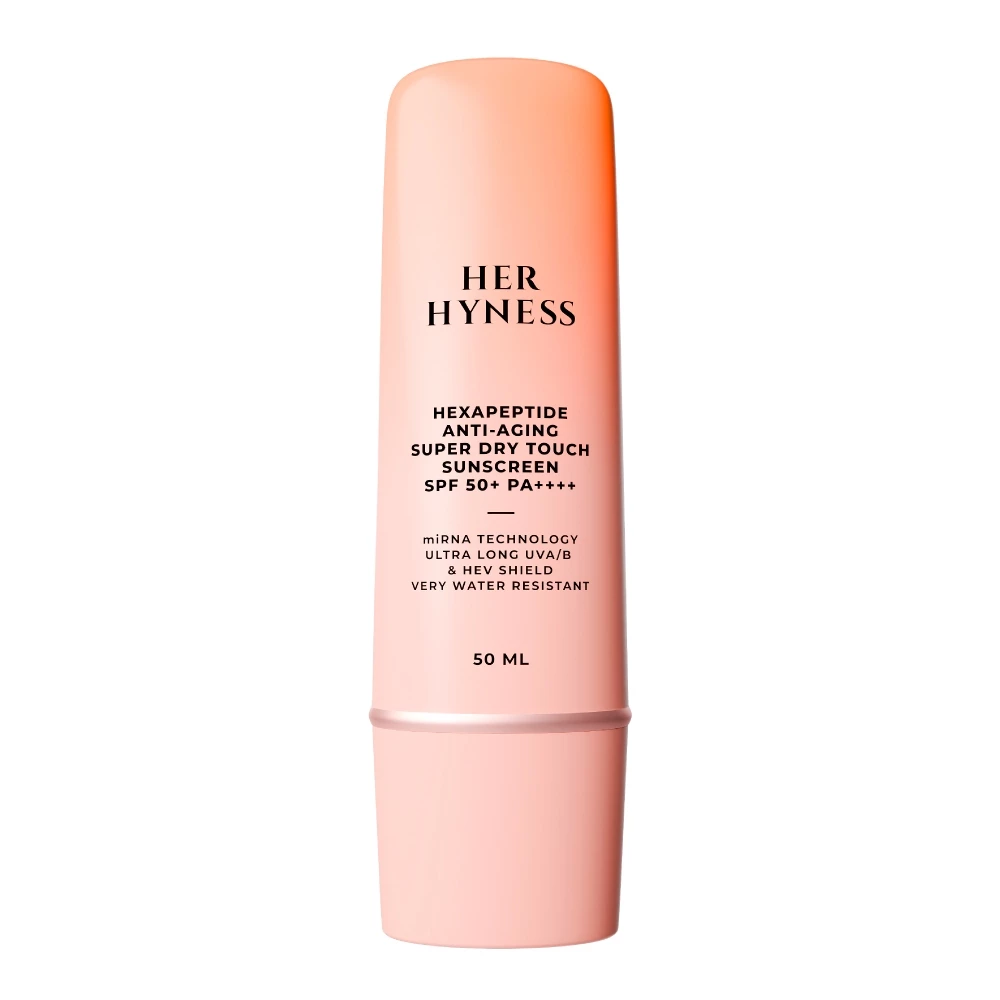 HER
HYNESS
HEXAPEPTIDE
ANTI-AGING
SUPER DRY TOUCH
SUNSCREEN
SPF 50+ PA++++
miRNA TECHNOLOGY
ULTRA LONG UVA/B
& HEV SHIELD
VERY WATER RESISTANT
50 ML